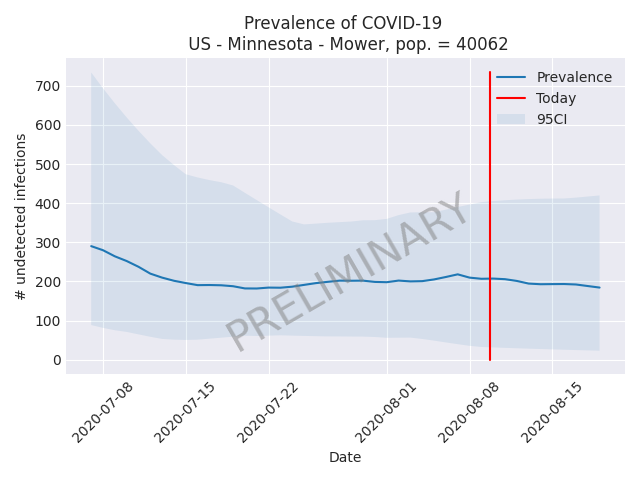 Prevalence of COVID-19
US - Minnesota - Mower, pop. = 40062
# undetected infections
700
600
500
400
300
200
100
0
Prevalence
Today
95CI
PRELIMINARY
2020-07-08
2020-07-15
2020-07-22
2020-08-01
2020-08-08
2020-08-15
Date